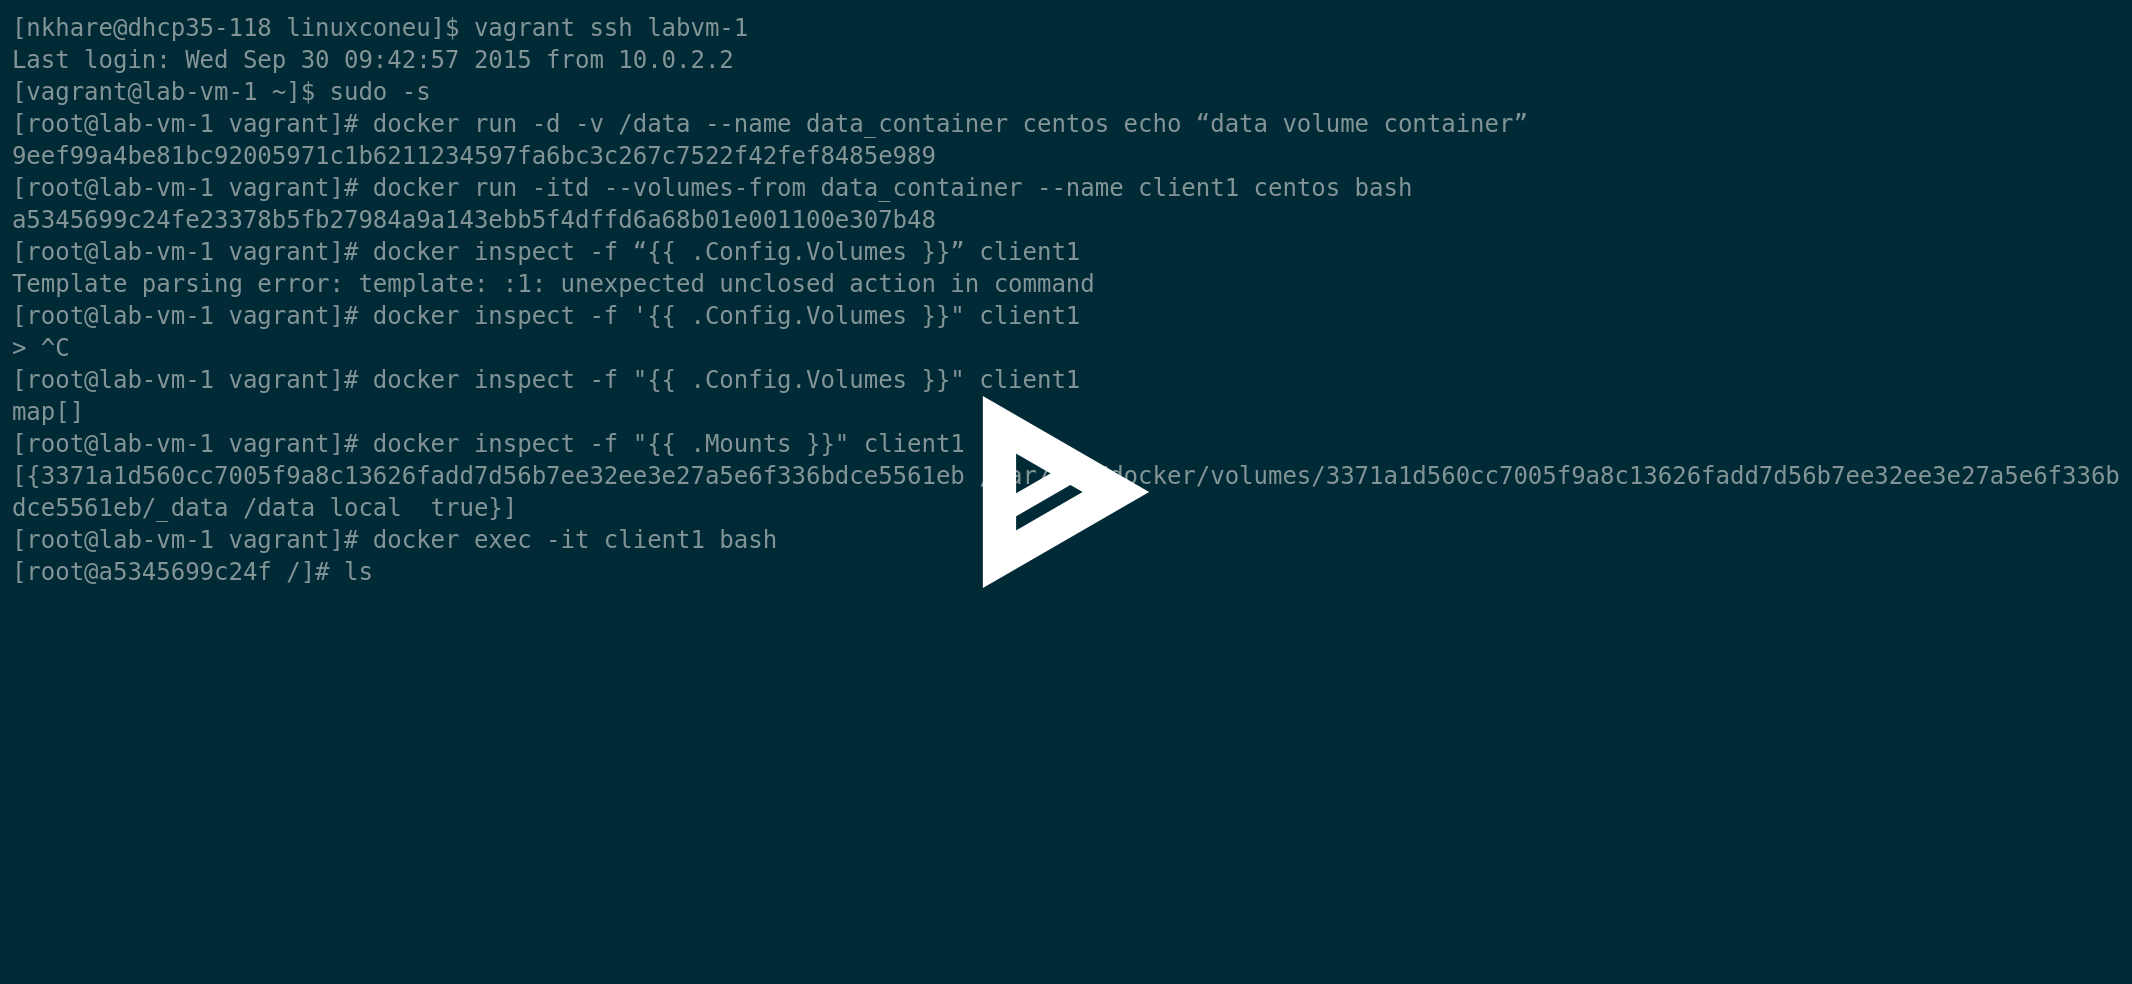 [nkhare@dhcp35-118 linuxconeu]$ vagrant ssh labvm-1
Last login: Wed Sep 30 09:42:57 2015 from 10.0.2.2
[vagrant@lab-vm-1 ~]$ sudo -s
[root@lab-vm-1 vagrant]# docker run -d -v /data --name data_container centos echo “data volume container”
9eef99a4be81bc92005971c1b6211234597fa6bc3c267c7522f42fef8485e989
[root@lab-vm-1 vagrant]# docker run -itd --volumes-from data_container --name client1 centos bash
a5345699c24fe23378b5fb27984a9a143ebb5f4dffd6a68b01e001100e307b48
[root@lab-vm-1 vagrant]# docker inspect -f “{{ .Config.Volumes }}” client1
Template parsing error: template: :1: unexpected unclosed action in command
[root@lab-vm-1 vagrant]# docker inspect -f '{{ .Config.Volumes }}" client1
> ^C
[root@lab-vm-1 vagrant]# docker inspect -f "{{ .Config.Volumes }}" client1
map[]
[root@lab-vm-1 vagrant]# docker inspect -f "{{ .Mounts }}" client1
[{3371a1d560cc7005f9a8c13626fadd7d56b7ee32ee3e27a5e6f336bdce5561eb docker/volumes/3371a1d560cc7005f9a8c13626fadd7d56b7ee32ee3e27a5e6f336b
dce5561eb/_data /data local  true}]
[root@lab-vm-1 vagrant]# docker exec -it client1 bash
[root@a5345699c24f /]# ls